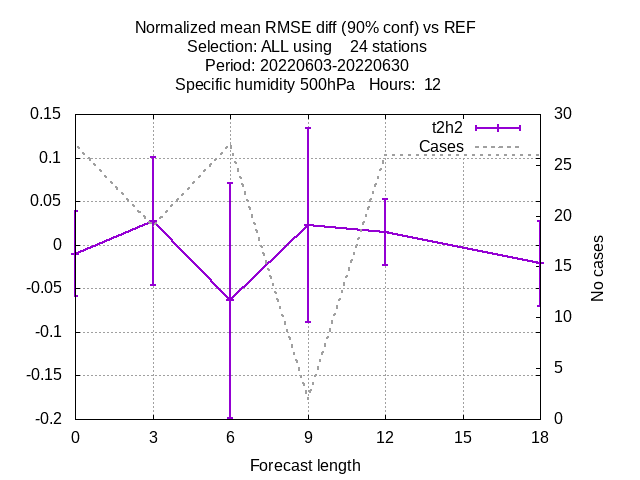 Normalized mean RMSE diff (90% conf) vs REF
Selection: ALL using    24 stations
Period: 20220603-20220630
Specific humidity 500hPa   Hours:  12
t2h2
Cases
0.15
0.1
0.05
0
-0.05
-0.1
-0.15
-0.2
30
25
20
15
10
5
0
No cases
0 3 6 9 12 15 18
Forecast length